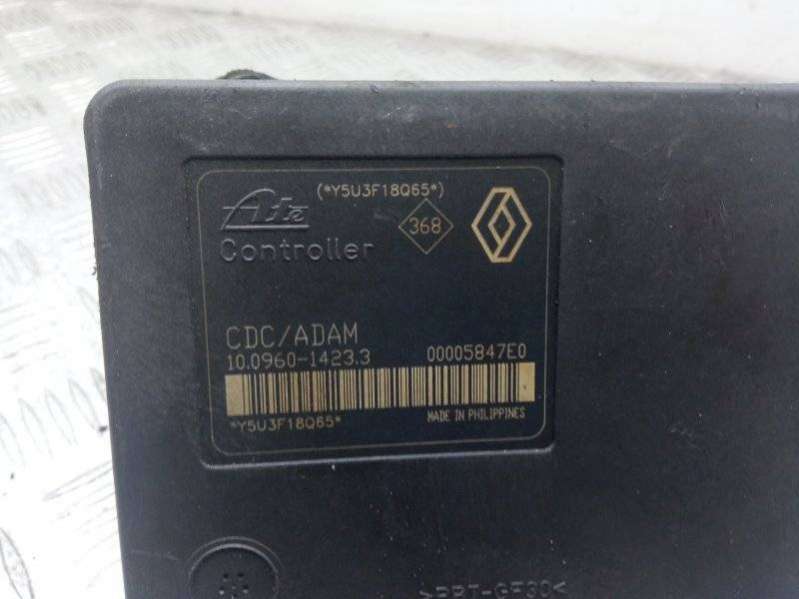 (*Y5U3F18Q65*)
Ate 368
Controller
CDC/ADAM
10.0960-1423.3 00005847E0
*Y5U3F18Q65* MADE IN PHILIPPINES